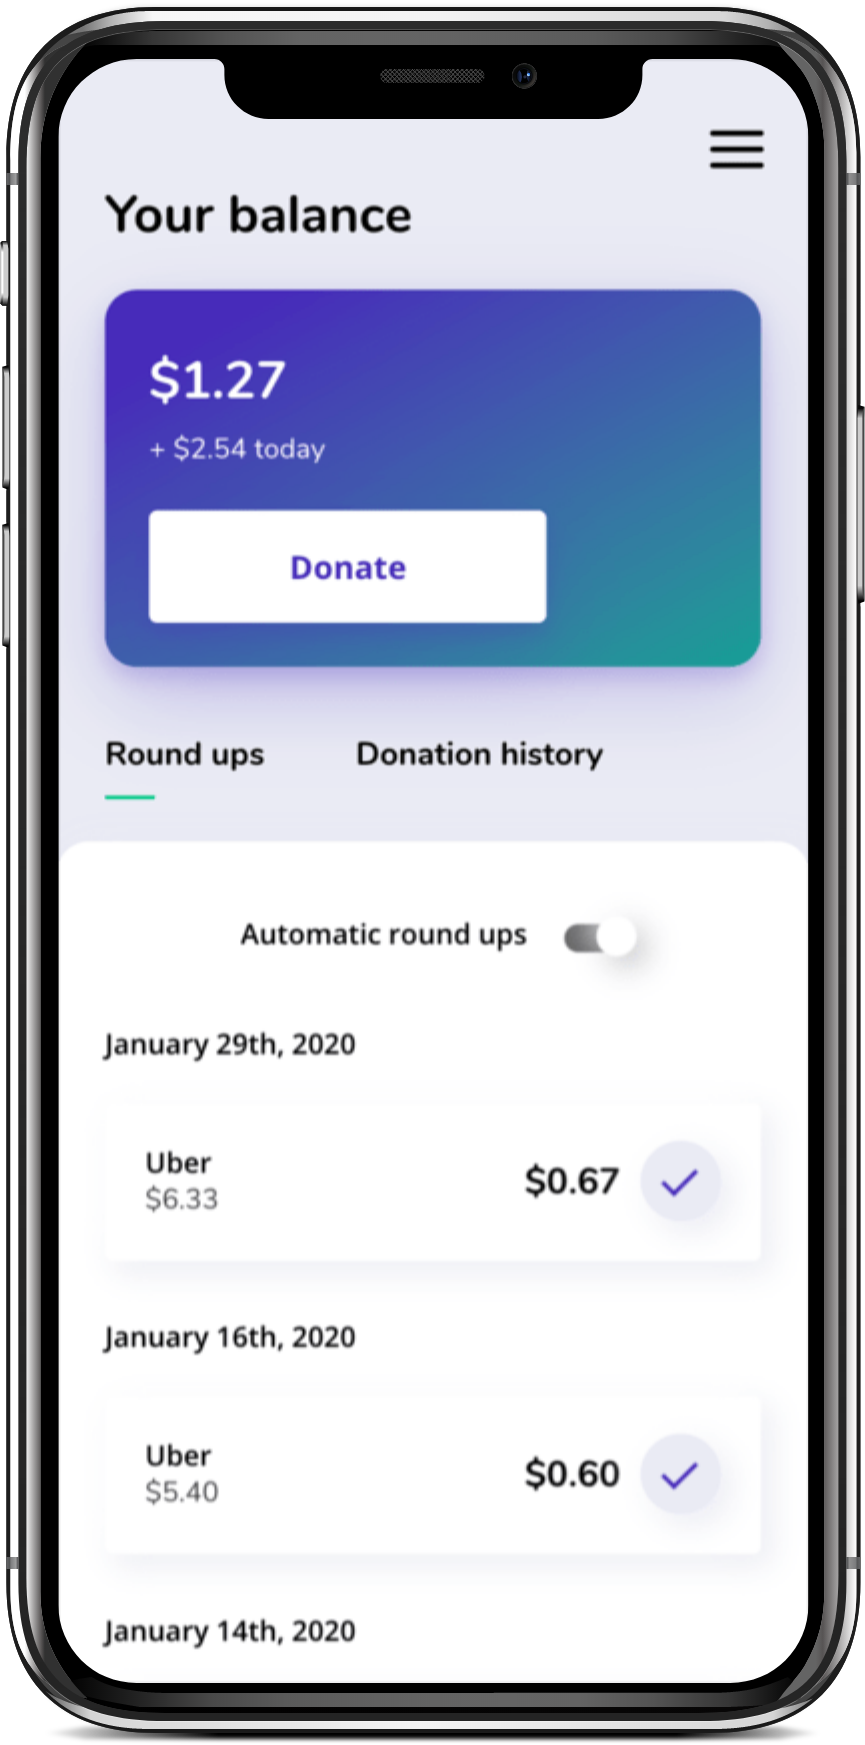 Your balance
$1.27
+ $2.54 today
Donate
Round ups
Donation history
Automatic round ups
January 29th, 2020
Uber
$6.33
$0.67
January 16th, 2020
Uber
$5.40
$0.60
January 14th, 2020